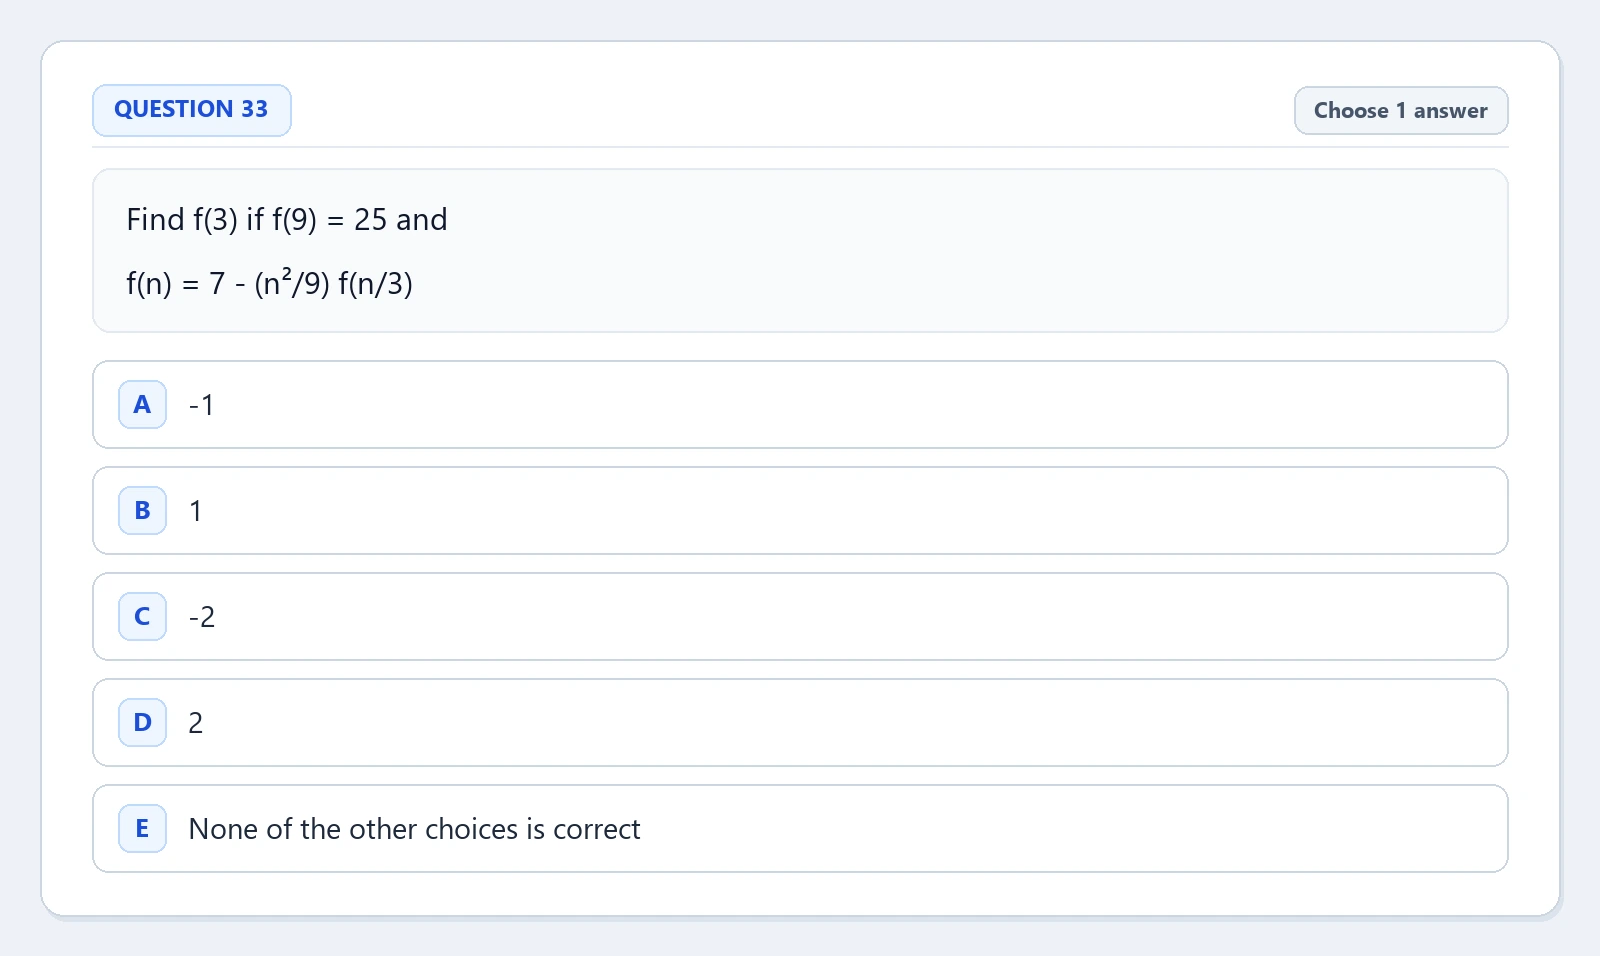 QUESTION 33
Choose 1 answer
Find f(3) if f(9) = 25 and
f(n) = 7 - (n²/9) f(n/3)
A -1
B 1
C -2
D 2
E None of the other choices is correct